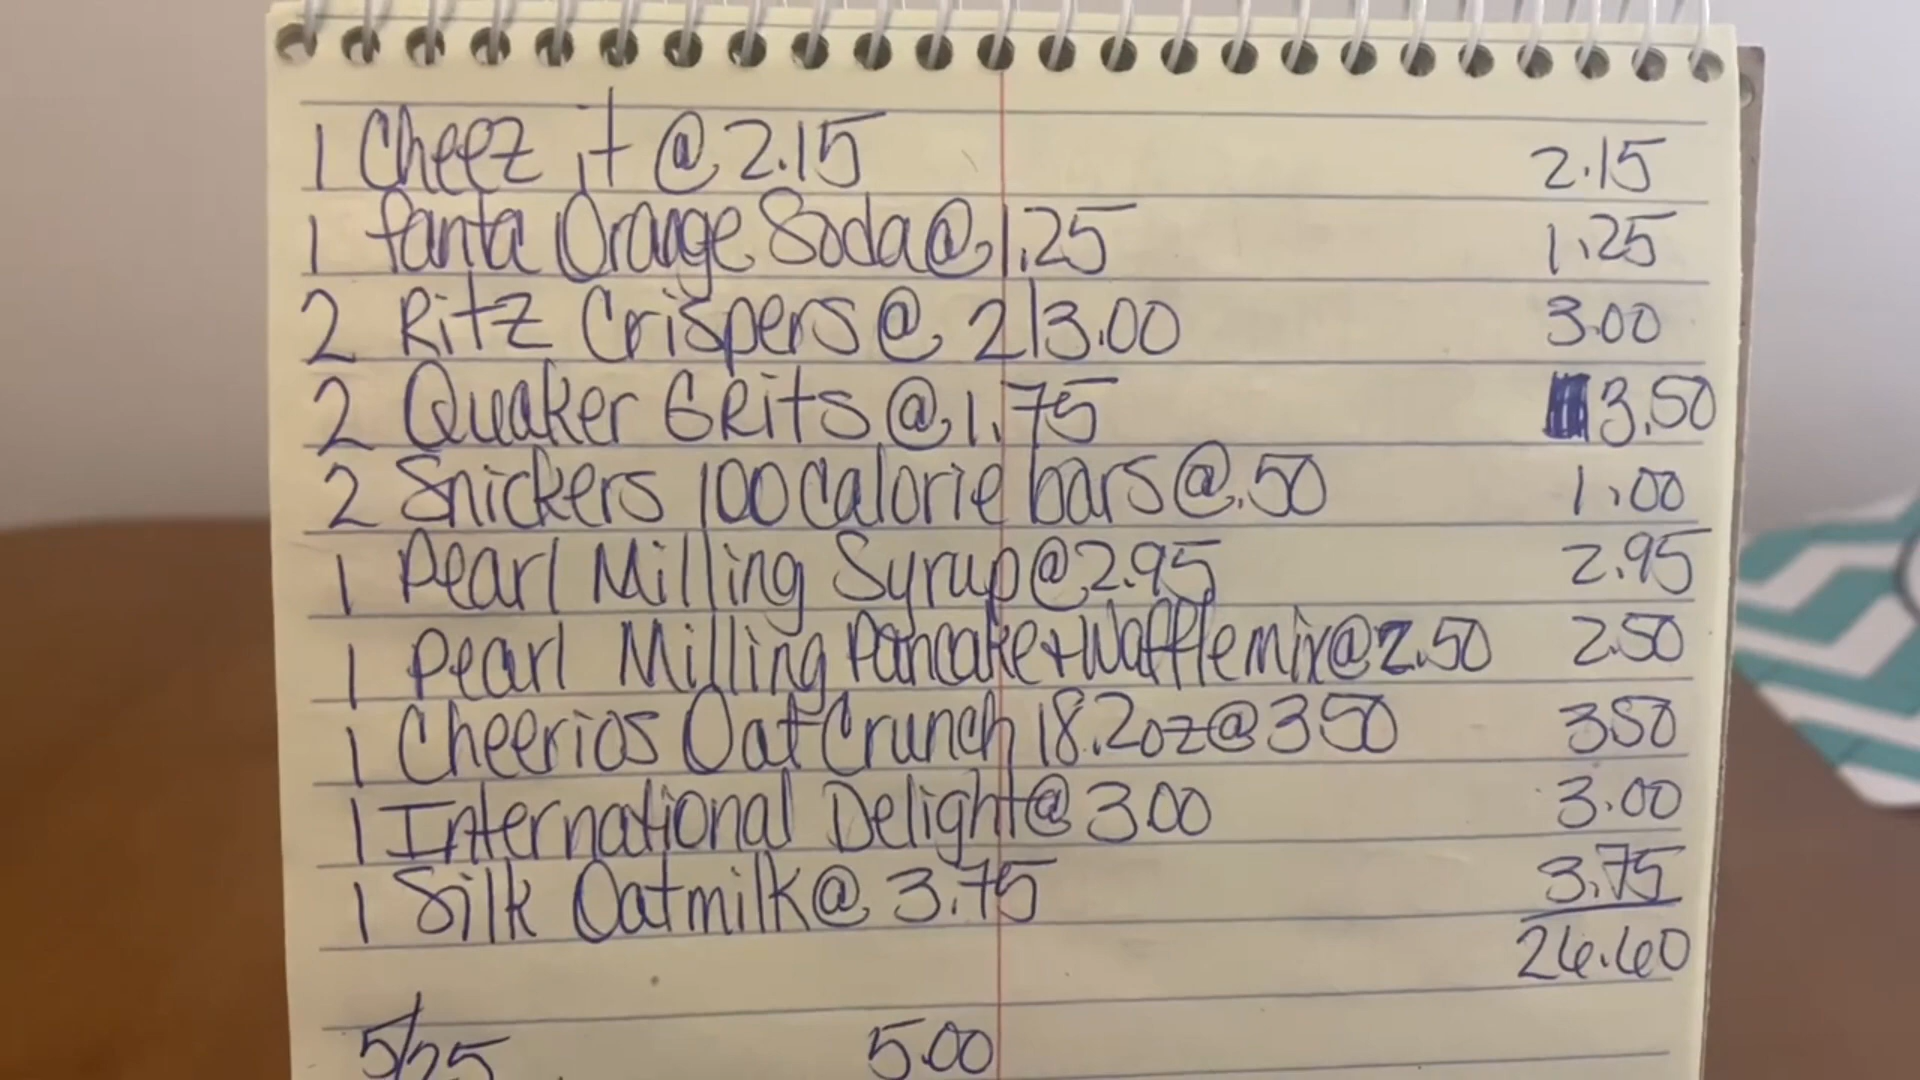 1 Cheez it @ 2.15 2.15
1 fanta Orange Soda @ 1.25 1.25
2 Ritz Crispers @ 2/3.00 3.00
2 Quaker Grits @ 1.75 3.50
2 Snickers 100 Calorie bars @ .50 1.00
1 Pearl Milling Syrup @ 2.95 2.95
1 Pearl Milling Pancake + Waffle mix @ 2.50 2.50
1 Cheerios Oat Crunch 18.2oz @ 350 350
1 International Delight @ 3.00 3.00
1 Silk Oatmilk @ 3.75 3.75
26.60
5/25 5.00